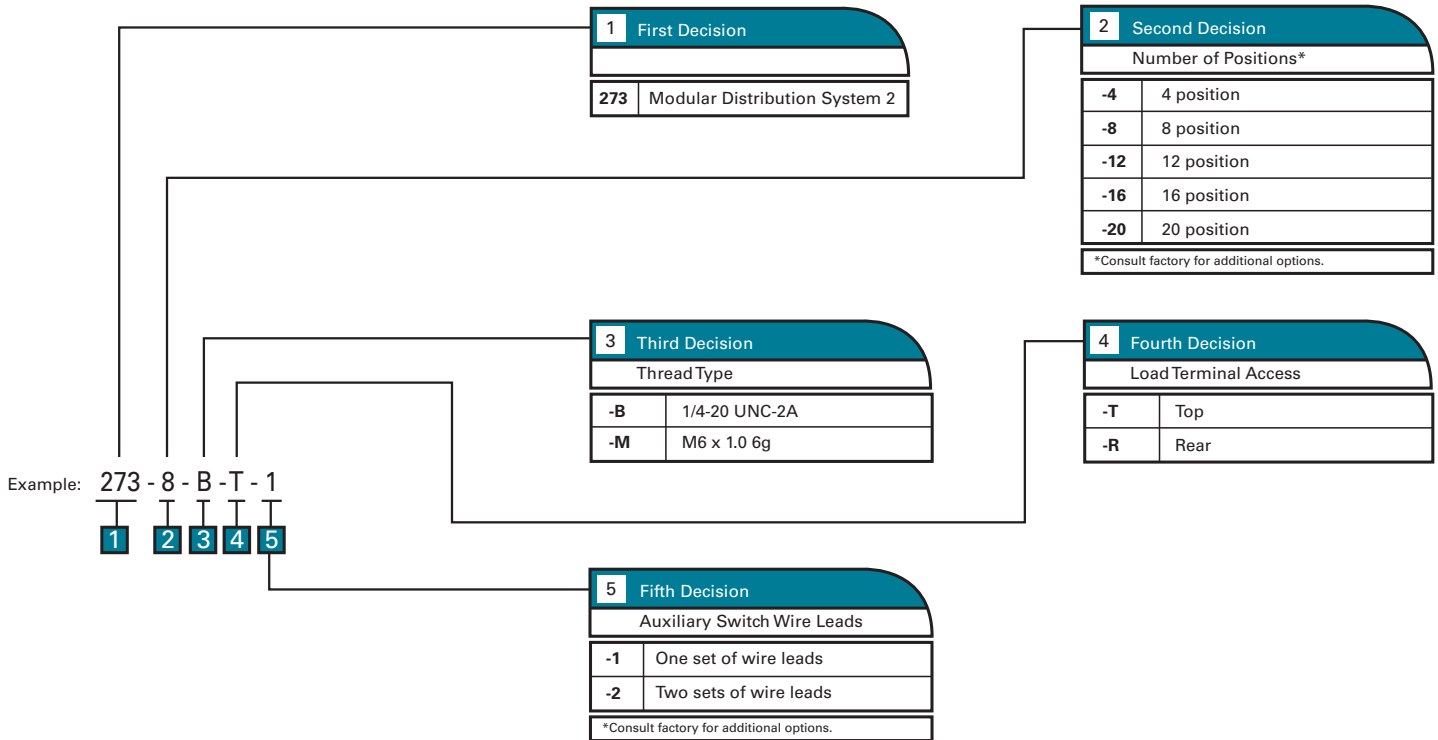 1 First Decision
273 Modular Distribution System 2
2 Second Decision
Number of Positions*
-4 4 position
-8 8 position
-12 12 position
-16 16 position
-20 20 position
*Consult factory for additional options.
3 Third Decision
Thread Type
-B 1/4-20 UNC-2A
-M M6 x 1.0 6g
4 Fourth Decision
Load Terminal Access
-T Top
-R Rear
Example: 273 - 8 - B - T - 1
1 2 3 4 5
5 Fifth Decision
Auxiliary Switch Wire Leads
-1 One set of wire leads
-2 Two sets of wire leads
*Consult factory for additional options.